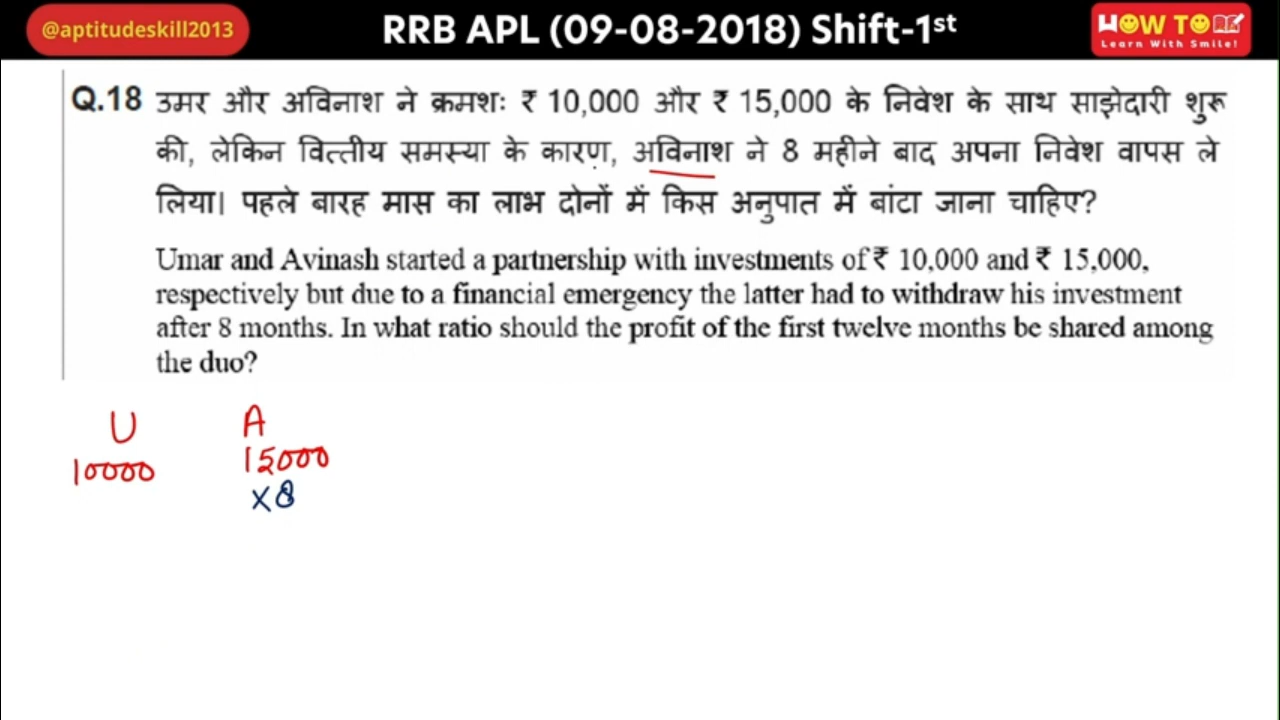 @aptitudeskill2013
RRB APL (09-08-2018) Shift-1st
HOW TO
Learn With Smile!
Q.18 उमर और अविनाश ने क्रमशः ₹ 10,000 और ₹ 15,000 के निवेश के साथ साझेदारी शुरू
की, लेकिन वित्तीय समस्या के कारण, अविनाश ने 8 महीने बाद अपना निवेश वापस ले
लिया। पहले बारह मास का लाभ दोनों में किस अनुपात में बांटा जाना चाहिए?
Umar and Avinash started a partnership with investments of ₹ 10,000 and ₹ 15,000,
respectively but due to a financial emergency the latter had to withdraw his investment
after 8 months. In what ratio should the profit of the first twelve months be shared among
the duo?
U A
10000 15000
×8